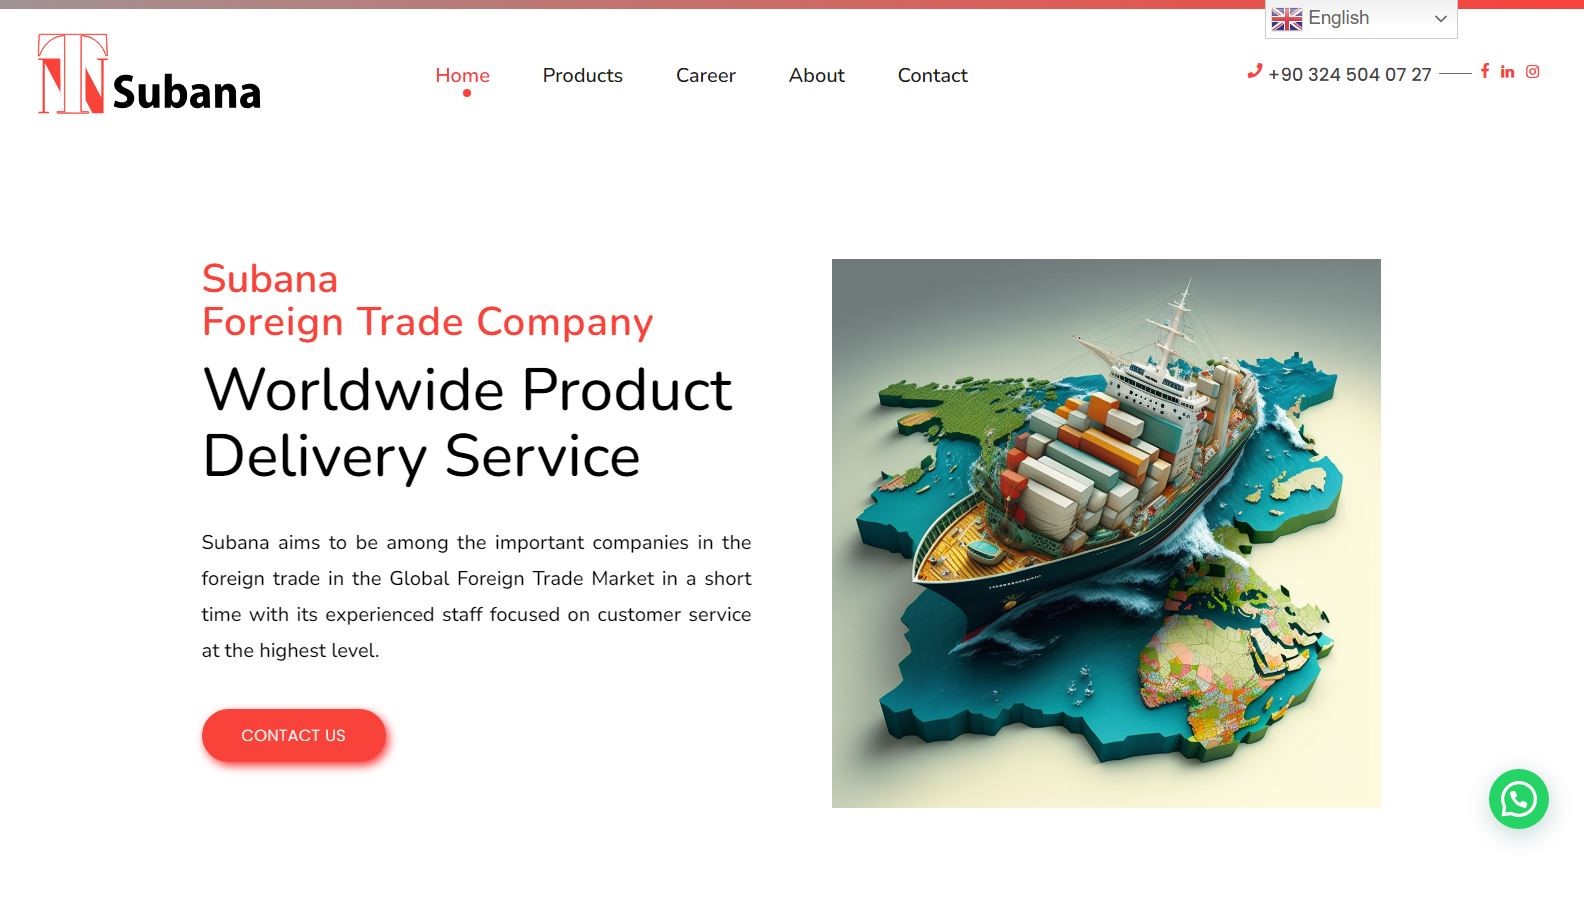 English
Subana
Home
Products
Career
About
Contact
+90 324 504 07 27
Subana
Foreign Trade Company
Worldwide Product
Delivery Service
Subana aims to be among the important companies in the
foreign trade in the Global Foreign Trade Market in a short
time with its experienced staff focused on customer service
at the highest level.
CONTACT US